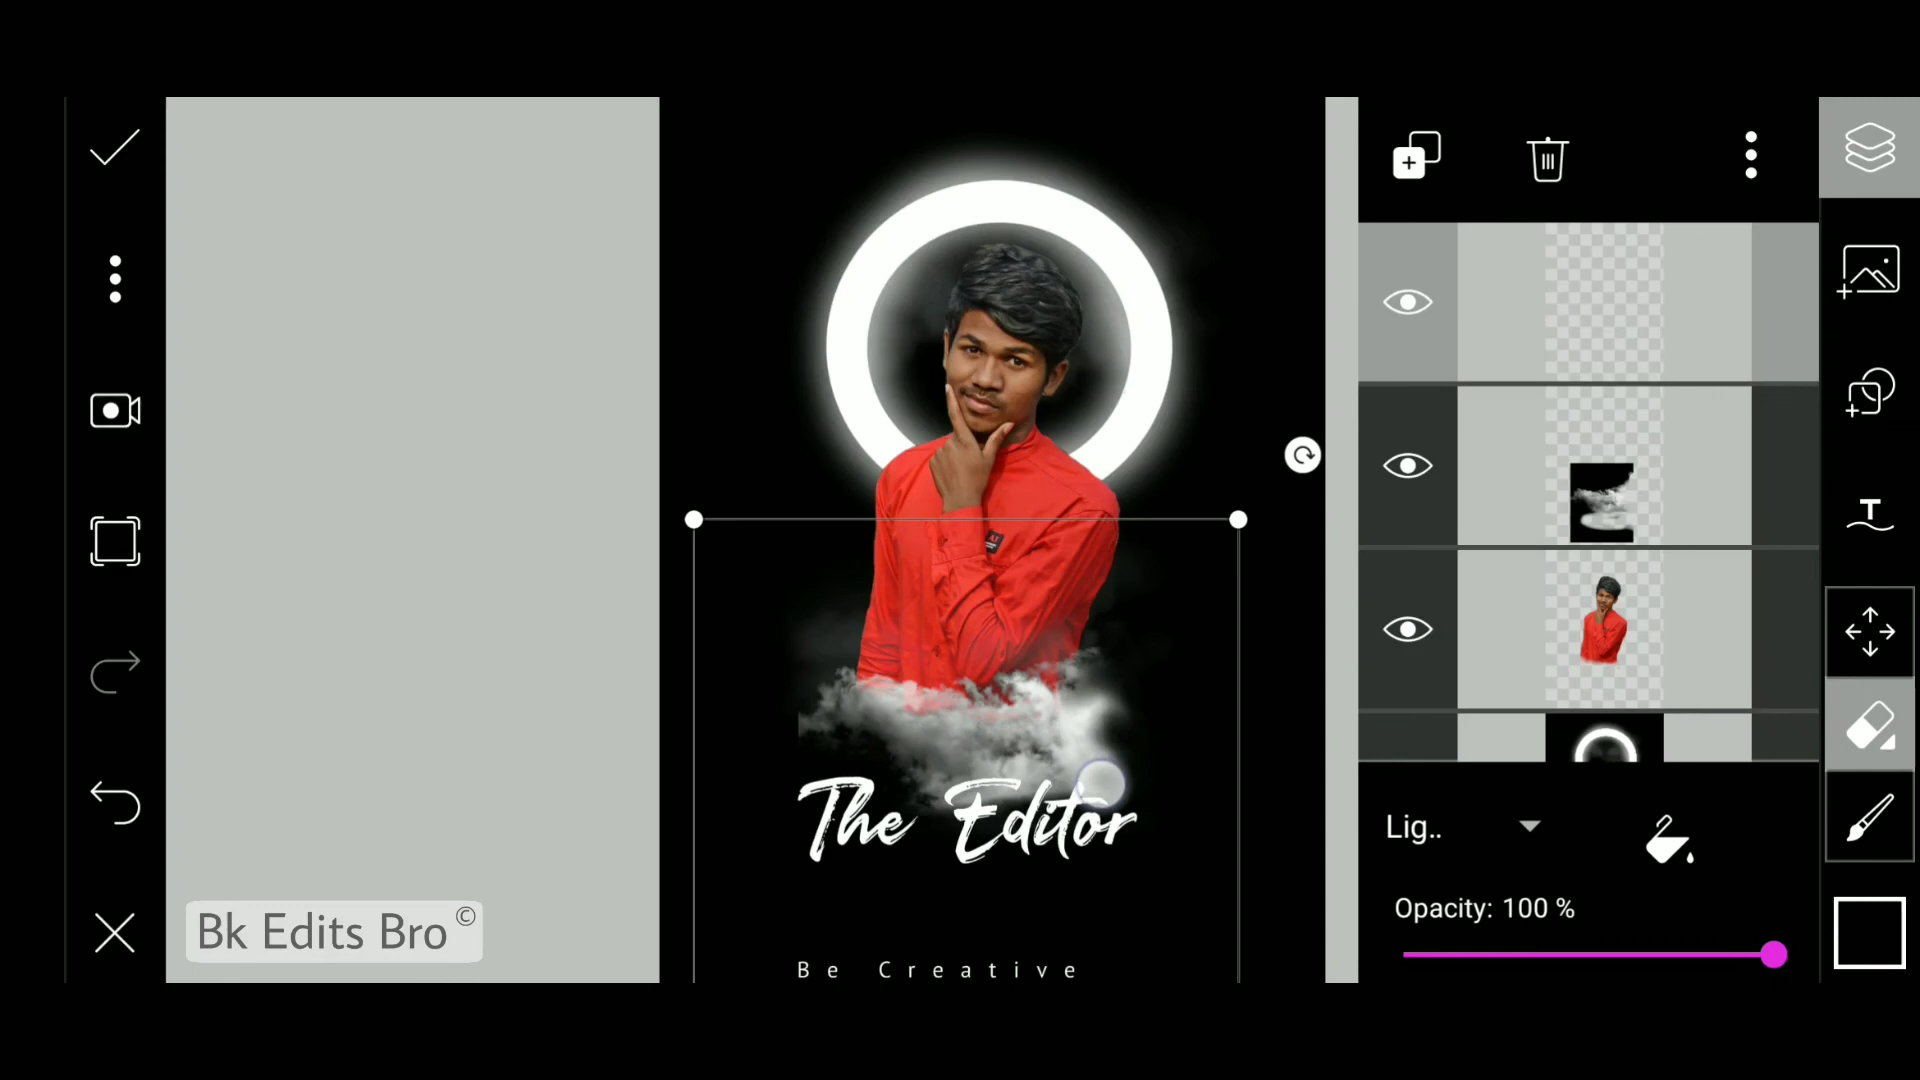 The Editor
Be Creative
Bk Edits Bro©
Lig..
Opacity: 100 %
T